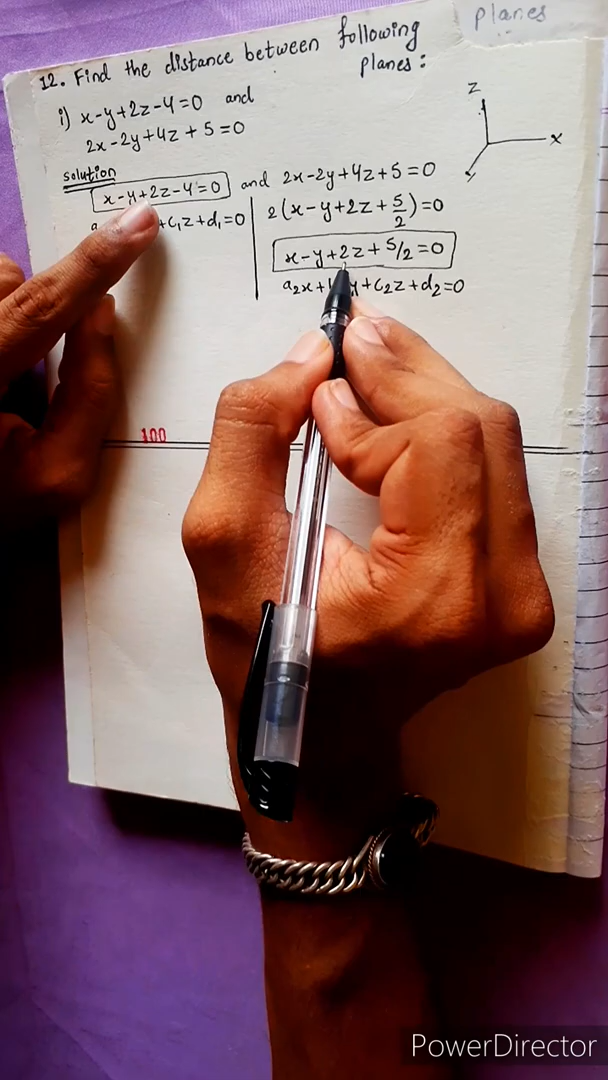 planes
12. Find the distance between following
planes:
i) x-y+2z-4=0 and
2x-2y+4z+5=0
Z
X
y
solution
x-y+2z-4=0 and 2x-2y+4z+5=0
+c₁z+d₁=0
2(x-y+2z+5/2)=0
x-y+2z+5/2=0
a₂x+ y+c₂z+d₂=0
100
PowerDirector